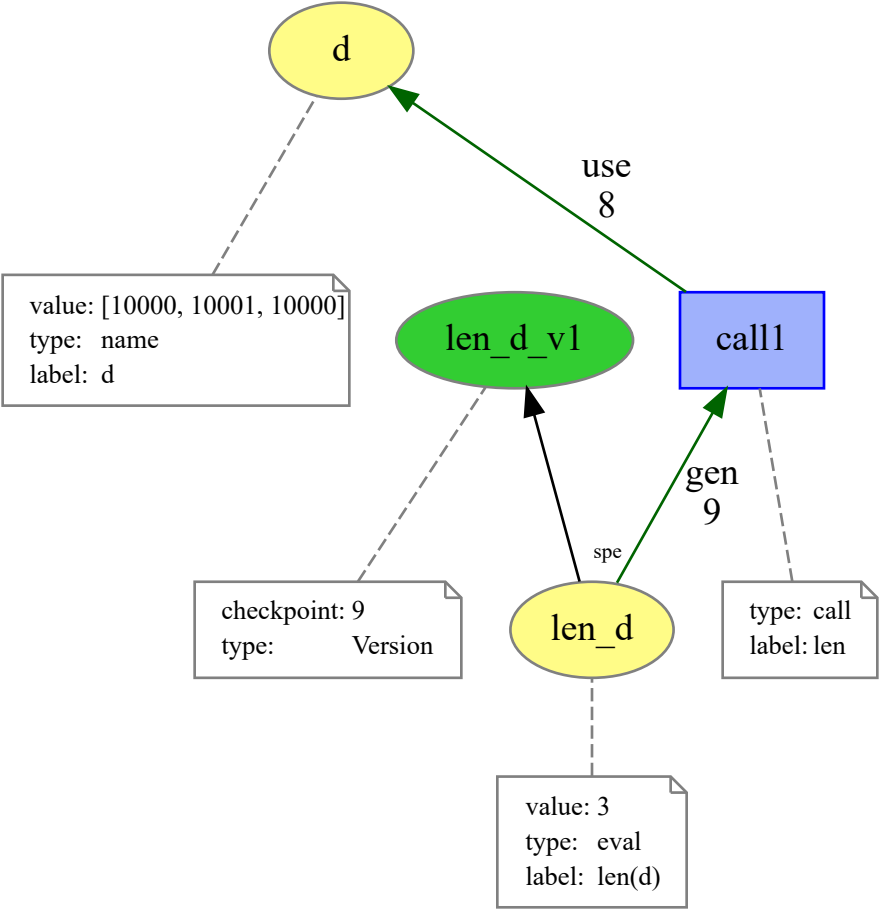 d
use
8
value: [10000, 10001, 10000]
type: name
label: d
len_d_v1
call1
gen
9
spe
checkpoint: 9
type: Version
len_d
type: call
label: len
value: 3
type: eval
label: len(d)